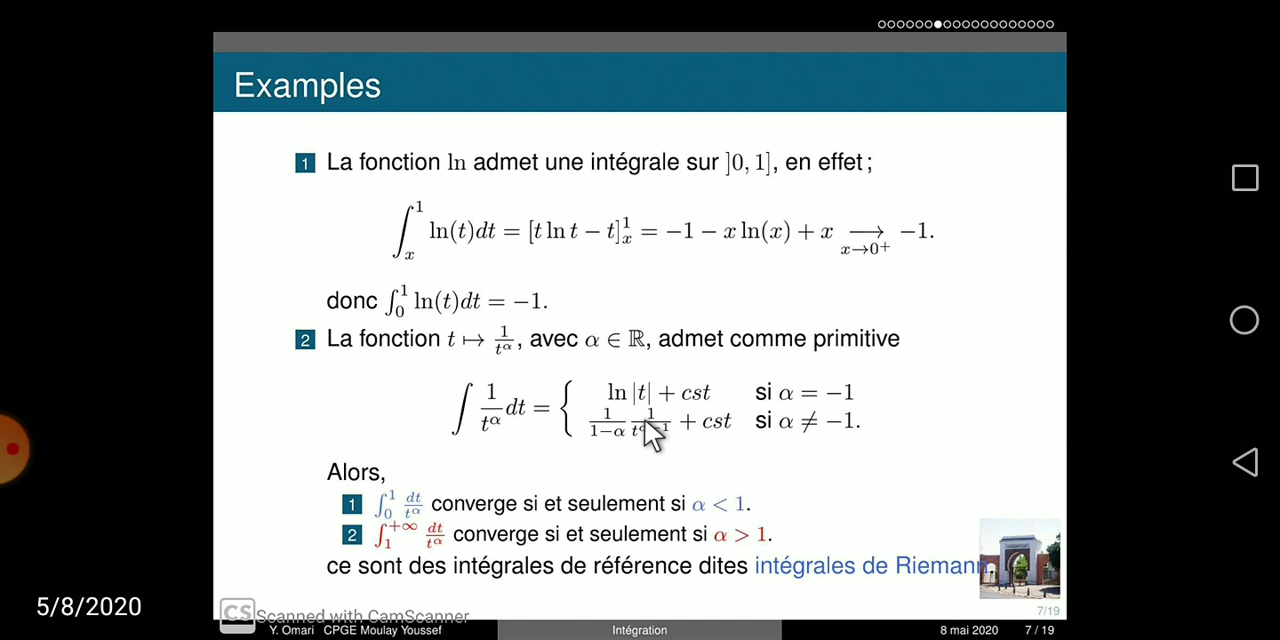 Examples
1 La fonction ln admet une intégrale sur ]0, 1], en effet ;
∫_x^1 ln(t)dt = [t ln t − t]_x^1 = −1 − x ln(x) + x ⟶_{x→0⁺} −1.
donc ∫_0^1 ln(t)dt = −1.
2 La fonction t ↦ 1/t^α, avec α ∈ ℝ, admet comme primitive
∫ 1/t^α dt = { ln |t| + cst si α = −1
1/(1−α) 1/t^(α−1) + cst si α ≠ −1.
Alors,
1 ∫_0^1 dt/t^α converge si et seulement si α < 1.
2 ∫_1^{+∞} dt/t^α converge si et seulement si α > 1.
ce sont des intégrales de référence dites intégrales de Riemann
7/19
5/8/2020
CS Scanned with CamScanner
Y. Omari CPGE Moulay Youssef Intégration 8 mai 2020 7 / 19